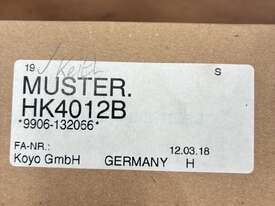 19 S
MUSTER.
HK4012B
*9906-132066*
FA-NR.: 12.03.18
Koyo GmbH GERMANY H